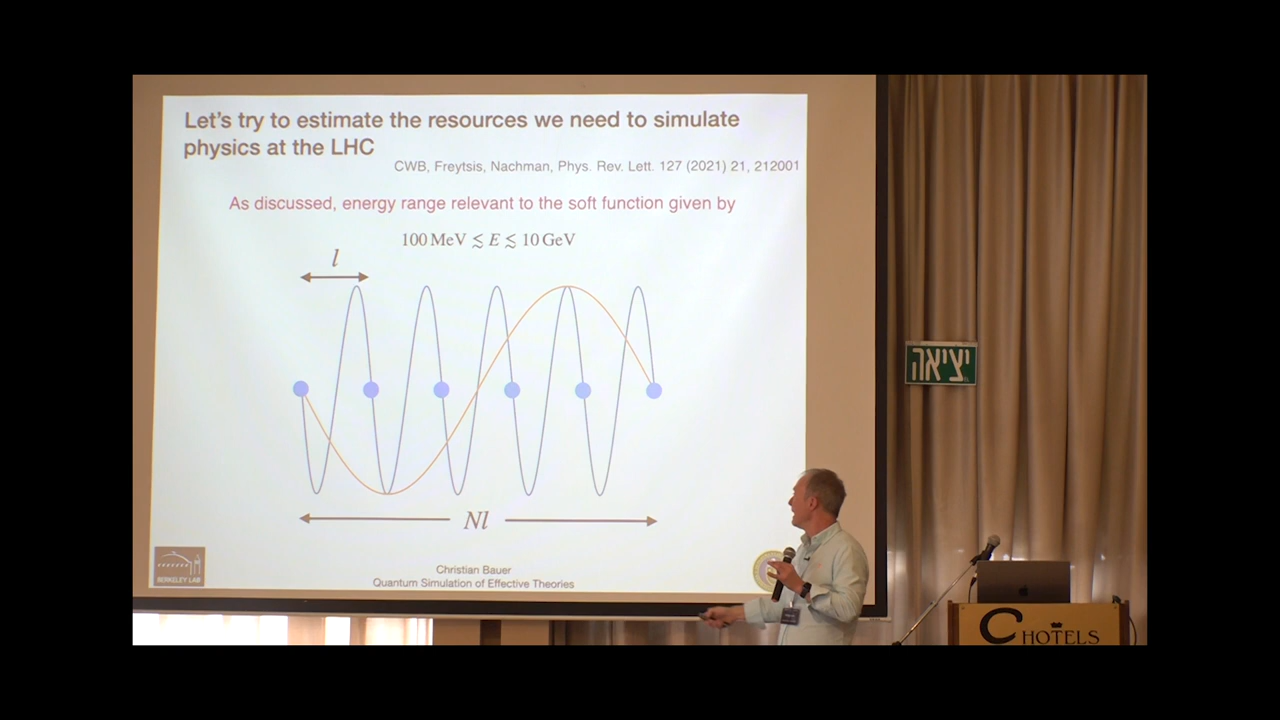 Let's try to estimate the resources we need to simulate
physics at the LHC
CWB, Freytsis, Nachman, Phys. Rev. Lett. 127 (2021) 21, 212001
As discussed, energy range relevant to the soft function given by
100 MeV ≲ E ≲ 10 GeV
l
Nl
BERKELEY LAB
Christian Bauer
Quantum Simulation of Effective Theories
יציאה
C HOTELS